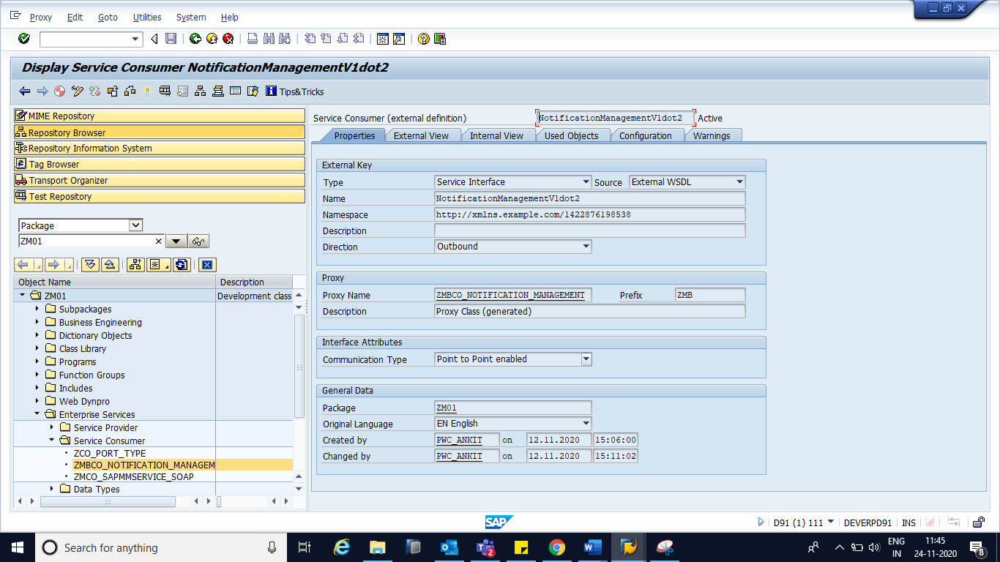 Proxy Edit Goto Utilities System Help
Display Service Consumer NotificationManagementV1dot2
Tips&Tricks
MIME Repository
Repository Browser
Repository Information System
Tag Browser
Transport Organizer
Test Repository
Package
ZM01
Object Name Description
ZM01 Development class
Subpackages
Business Engineering
Dictionary Objects
Class Library
Programs
Function Groups
Includes
Web Dynpro
Enterprise Services
Service Provider
Service Consumer
ZCO_PORT_TYPE
ZMBCO_NOTIFICATION_MANAGEM
ZMCO_SAPMMSERVICE_SOAP
Data Types
Service Consumer (external definition) NotificationManagementV1dot2 Active
Properties External View Internal View Used Objects Configuration Warnings
External Key
Type Service Interface Source External WSDL
Name NotificationManagementV1dot2
Namespace http://xmlns.example.com/1422876198538
Description
Direction Outbound
Proxy
Proxy Name ZMBCO_NOTIFICATION_MANAGEMENT Prefix ZMB
Description Proxy Class (generated)
Interface Attributes
Communication Type Point to Point enabled
General Data
Package ZM01
Original Language EN English
Created by PWC_ANKIT on 12.11.2020 15:06:00
Changed by PWC_ANKIT on 12.11.2020 15:11:02
SAP
D91 (1) 111 DEVERPD91 INS
Search for anything
2
ENG
IN
11:45
24-11-2020
8